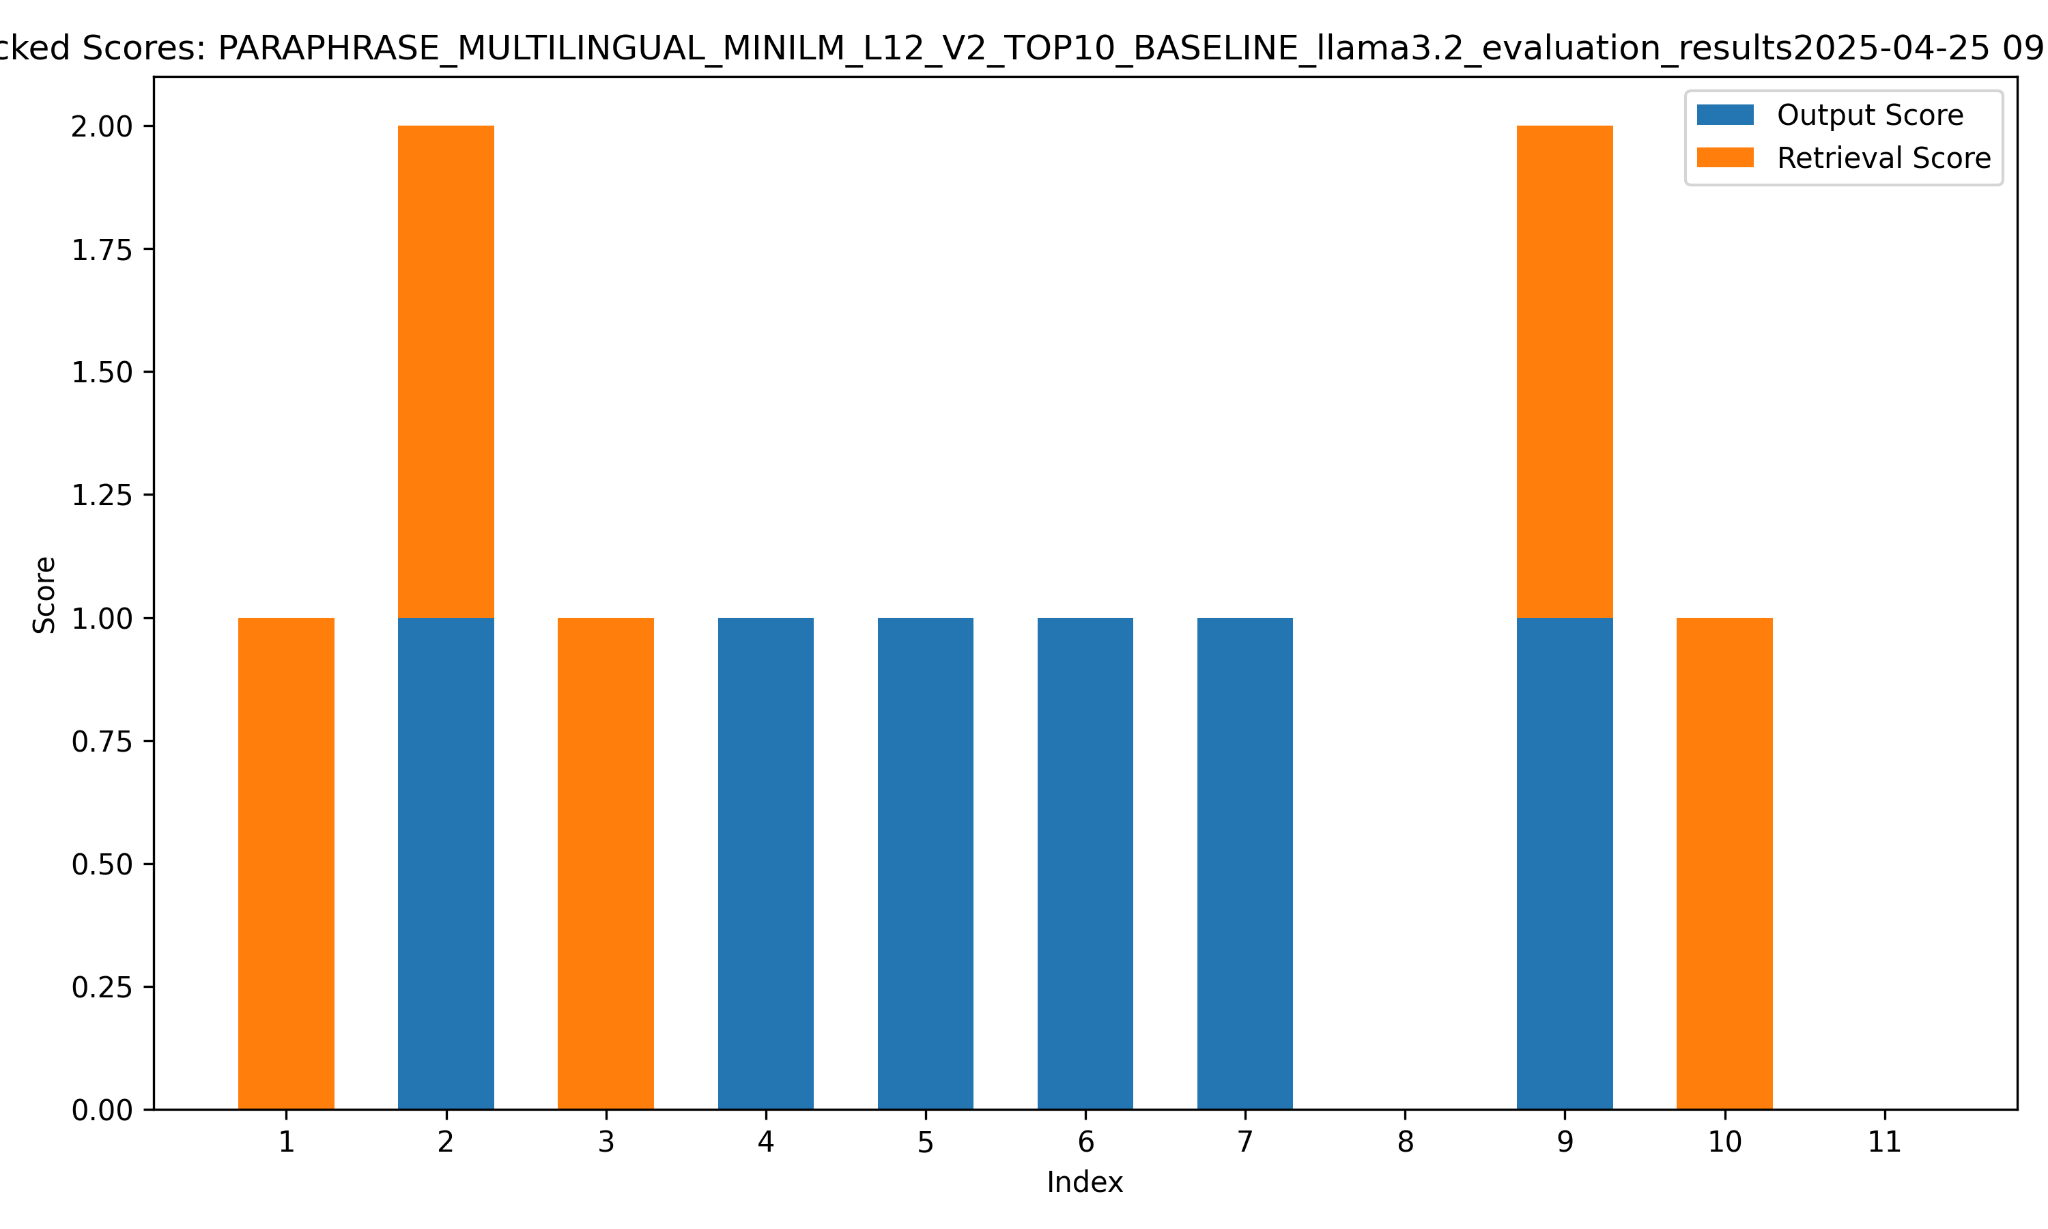 cked Scores: PARAPHRASE_MULTILINGUAL_MINILM_L12_V2_TOP10_BASELINE_llama3.2_evaluation_results2025-04-25 09
Output Score
Retrieval Score
2.00
1.75
1.50
1.25
1.00
0.75
0.50
0.25
0.00
Score
1 2 3 4 5 6 7 8 9 10 11
Index